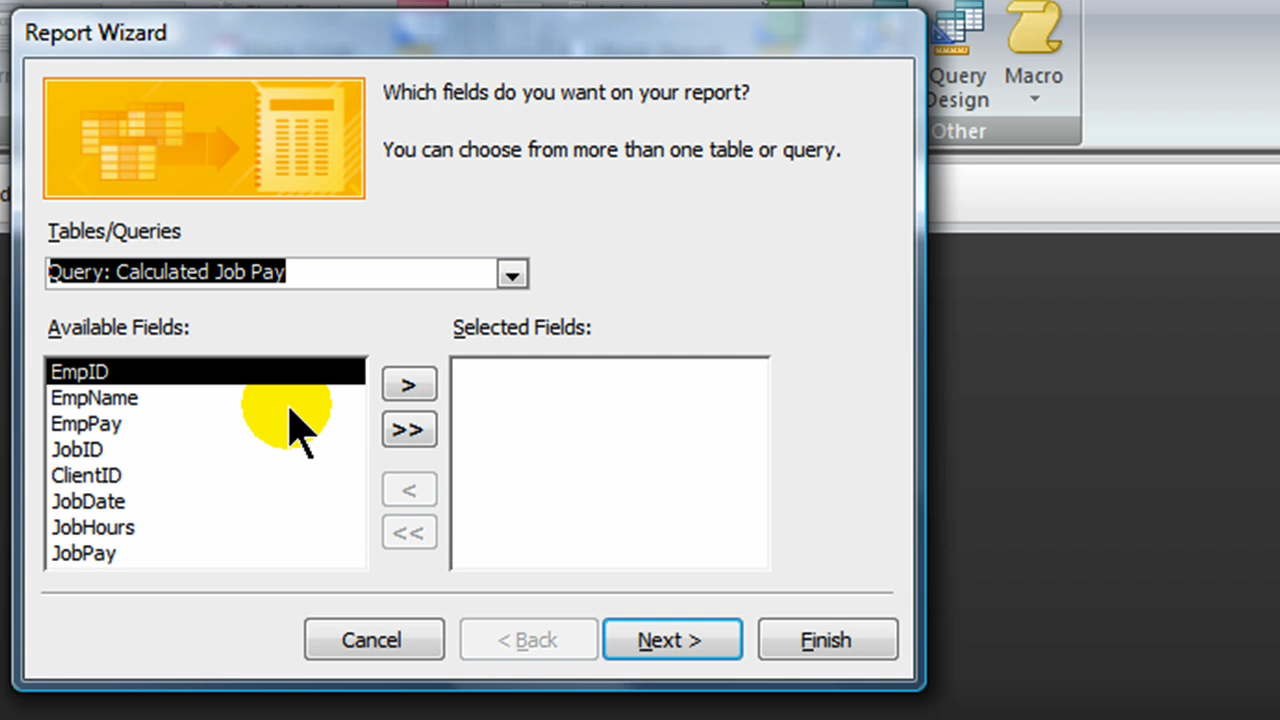 Report Wizard
Which fields do you want on your report?
You can choose from more than one table or query.
Tables/Queries
Query: Calculated Job Pay
Available Fields:
Selected Fields:
EmpID
EmpName
EmpPay
JobID
ClientID
JobDate
JobHours
JobPay
>
>>
<
<<
Cancel
< Back
Next >
Finish
Query
Design
Macro
Other